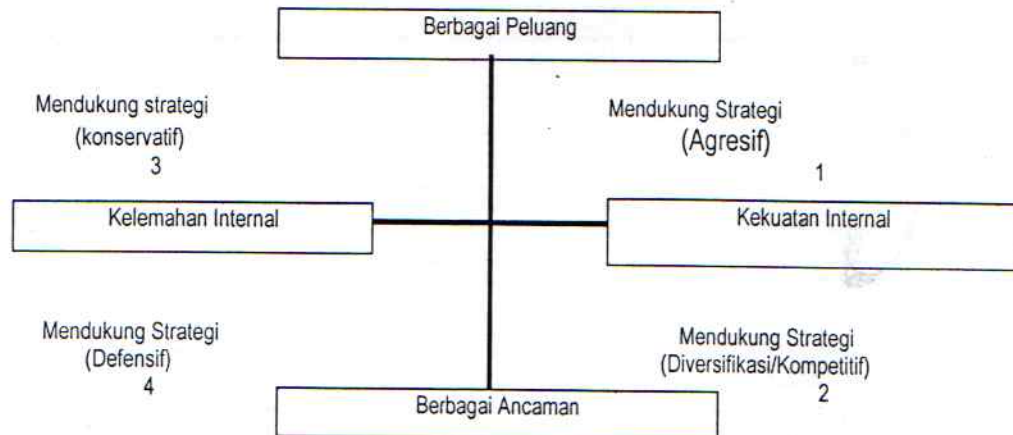 Berbagai Peluang
Mendukung strategi
(konservatif)
3
Mendukung Strategi
(Agresif)
1
Kelemahan Internal
Kekuatan Internal
Mendukung Strategi
(Defensif)
4
Mendukung Strategi
(Diversifikasi/Kompetitif)
2
Berbagai Ancaman